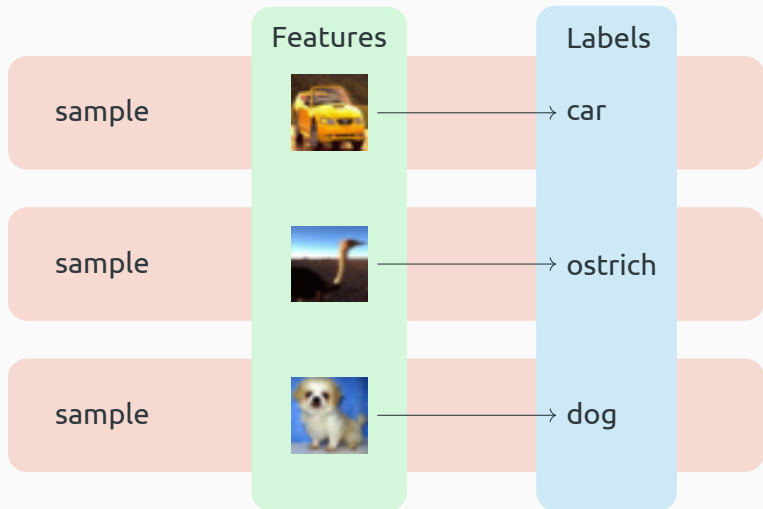 Features
Labels
sample
car
sample
ostrich
sample
dog